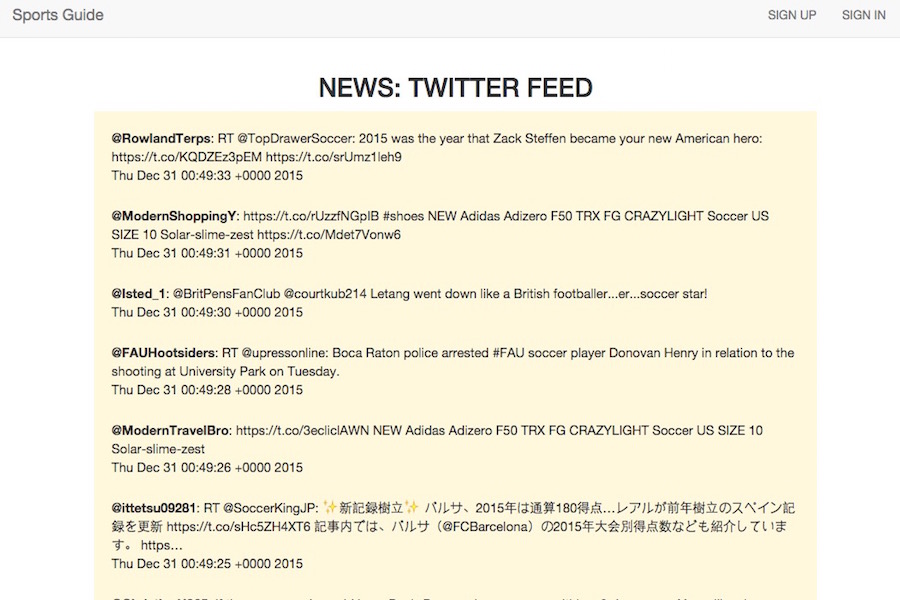 Sports Guide
SIGN UP
SIGN IN
NEWS: TWITTER FEED
@RowlandTerps: RT @TopDrawerSoccer: 2015 was the year that Zack Steffen became your new American hero:
https://t.co/KQDZEz3pEM https://t.co/srUmz1leh9
Thu Dec 31 00:49:33 +0000 2015
@ModernShoppingY: https://t.co/rUzzfNGpIB #shoes NEW Adidas Adizero F50 TRX FG CRAZYLIGHT Soccer US
SIZE 10 Solar-slime-zest https://t.co/Mdet7Vonw6
Thu Dec 31 00:49:31 +0000 2015
@Isted_1: @BritPensFanClub @courtkub214 Letang went down like a British footballer...er...soccer star!
Thu Dec 31 00:49:30 +0000 2015
@FAUHootsiders: RT @upressonline: Boca Raton police arrested #FAU soccer player Donovan Henry in relation to the
shooting at University Park on Tuesday.
Thu Dec 31 00:49:28 +0000 2015
@ModernTravelBro: https://t.co/3ecliclAWN NEW Adidas Adizero F50 TRX FG CRAZYLIGHT Soccer US SIZE 10
Solar-slime-zest
Thu Dec 31 00:49:26 +0000 2015
@ittetsu09281: RT @SoccerKingJP: ✨新記録樹立✨ バルサ、2015年は通算180得点…レアルが前年樹立のスペイン記
録を更新 https://t.co/sHc5ZH4XT6 記事内では、バルサ（@FCBarcelona）の2015年大会別得点数なども紹介していま
す。 https…
Thu Dec 31 00:49:25 +0000 2015